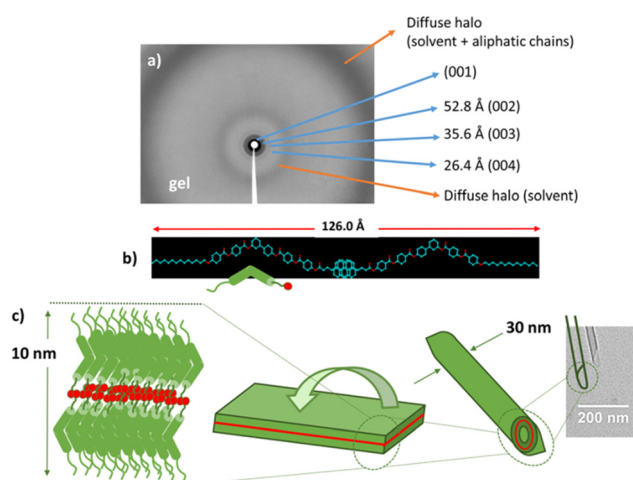 Diffuse halo
(solvent + aliphatic chains)
a)
(001)
52.8 Å (002)
35.6 Å (003)
26.4 Å (004)
gel
Diffuse halo (solvent)
126.0 Å
b)
c)
10 nm
30 nm
200 nm